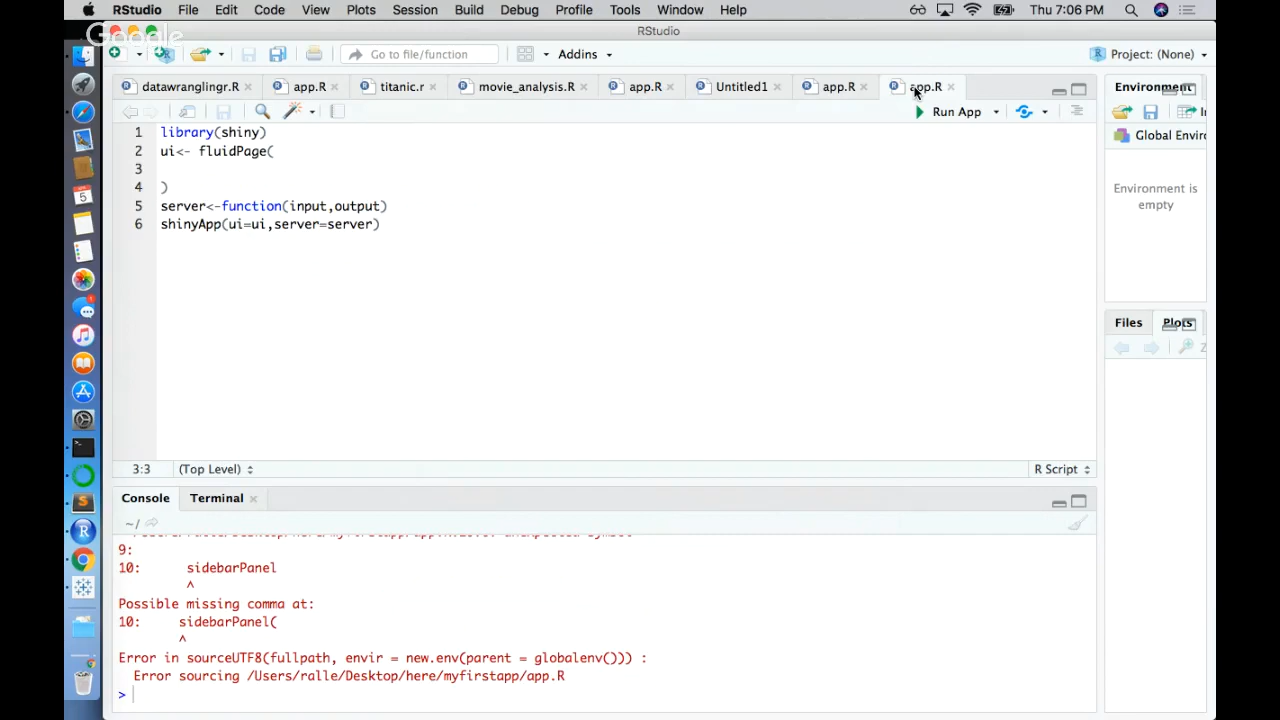 RStudio File Edit Code View Plots Session Build Debug Profile Tools Window Help Thu 7:06 PM
Google
RStudio
Go to file/function Addins Project: (None)
datawranglingr.R app.R titanic.r movie_analysis.R app.R Untitled1 app.R app.R Environment
Run App
1 library(shiny)
2 ui<- fluidPage(
3
4 )
5 server<-function(input,output)
6 shinyApp(ui=ui,server=server)
Global Enviro
Environment is
empty
Files Plots
3:3 (Top Level) R Script
Console Terminal
~/
9:
10: sidebarPanel
^
Possible missing comma at:
10: sidebarPanel(
^
Error in sourceUTF8(fullpath, envir = new.env(parent = globalenv())) :
Error sourcing /Users/ralle/Desktop/here/myfirstapp/app.R
>